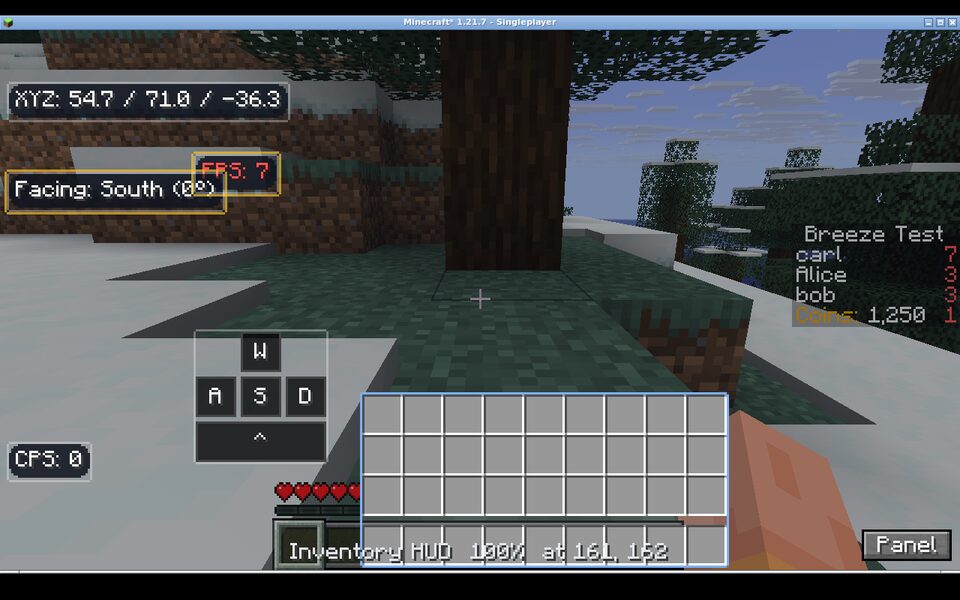 Minecraft* 1.21.7 - Singleplayer
XYZ: 54.7 / 71.0 / -36.3
FPS: 7
Facing: South (0°)
Breeze Test
carl 7
Alice 3
bob 3
Coins: 1,250 1
W
A S D
^
CPS: 0
Inventory HUD 100% at 161, 162
Panel